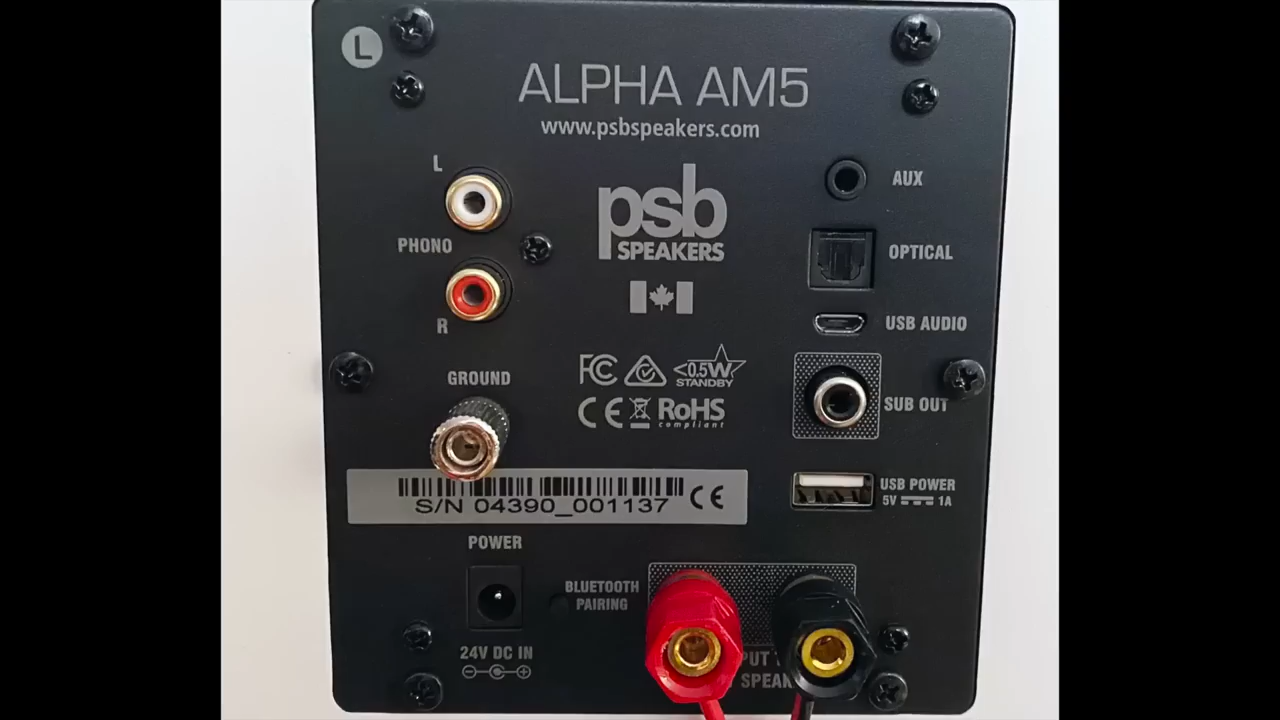 L
ALPHA AM5
www.psbspeakers.com
L
PHONO
R
GROUND
psb
SPEAKERS
AUX
OPTICAL
USB AUDIO
SUB OUT
USB POWER
5V 1A
FC
<0.5W
STANDBY
CE RoHS
compliant
S/N 04390_001137 CE
POWER
24V DC IN
BLUETOOTH
PAIRING